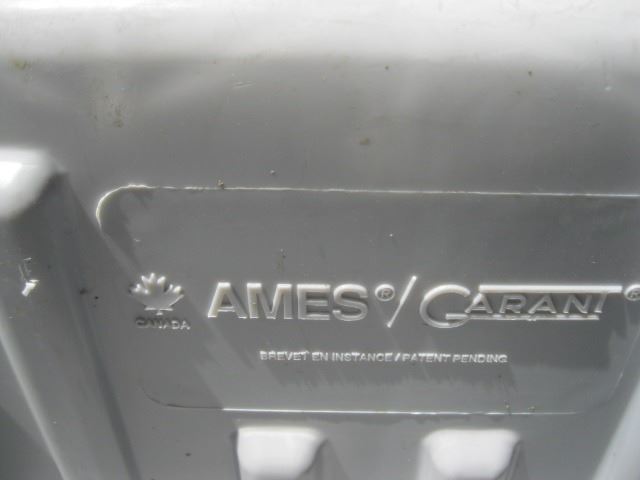 AMES®/GARANT®
CANADA
BREVET EN INSTANCE/PATENT PENDING